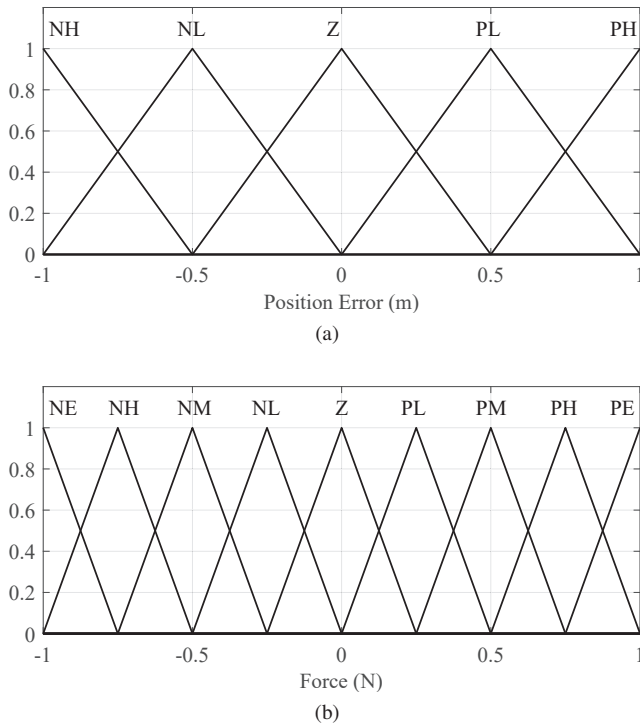 NH NL Z PL PH
1
0.8
0.6
0.4
0.2
0
-1 -0.5 0 0.5 1
Position Error (m)
(a)
NE NH NM NL Z PL PM PH PE
1
0.8
0.6
0.4
0.2
0
-1 -0.5 0 0.5 1
Force (N)
(b)